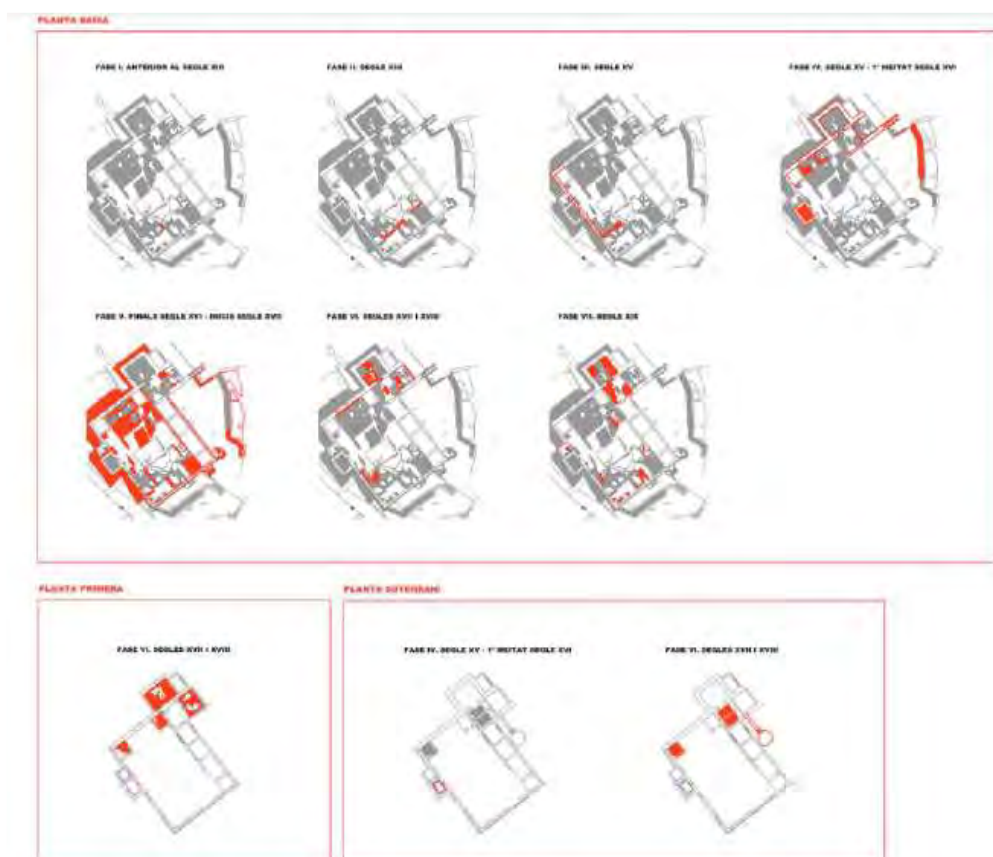 PLANTA BAIXA
FASE I: ANTERIOR AL SEGLE XIII
FASE II: SEGLE XIII
FASE III. SEGLE XV
FASE IV. SEGLE XV - 1ª MEITAT SEGLE XVI
FASE V. FINALS SEGLE XVI - INICIS SEGLE XVII
FASE VI. SEGLES XVII I XVIII
FASE VII. SEGLE XIX
PLANTA PRIMERA
PLANTA SOTERRANI
FASE VI. SEGLES XVII I XVIII
FASE IV. SEGLE XV - 1ª MEITAT SEGLE XVI
FASE VI. SEGLES XVII I XVIII